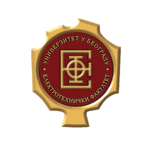 УНИВЕРЗИТЕТ У БЕОГРАДУ
ЕЛЕКТРОТЕХНИЧКИ ФАКУЛТЕТ